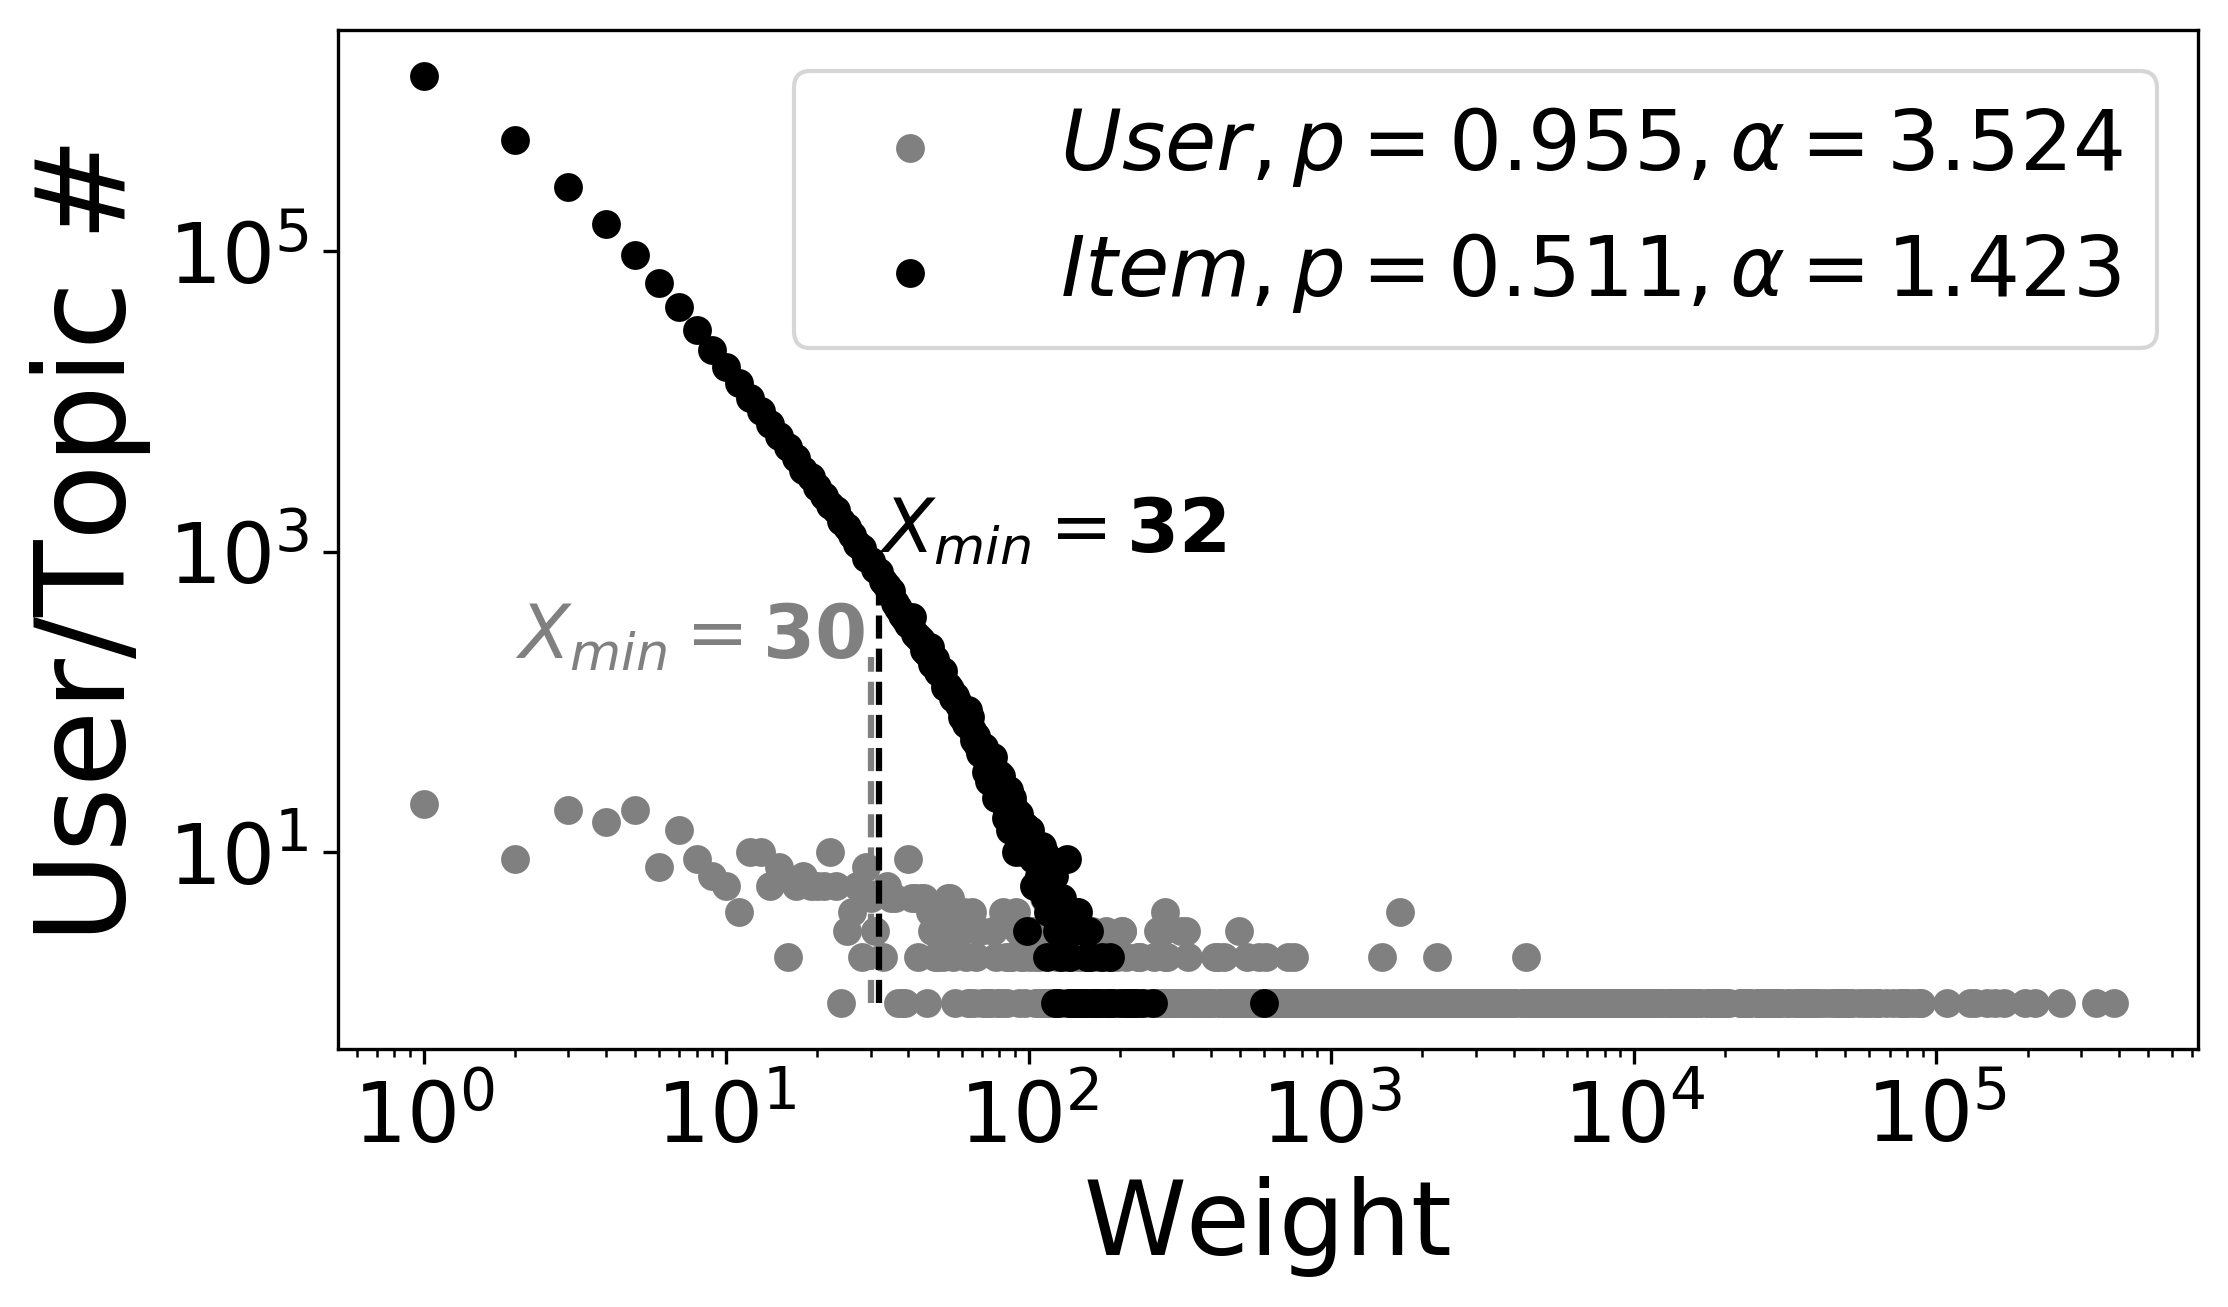 User/Topic #
10^5
10^3
10^1
User, p = 0.955, α = 3.524
Item, p = 0.511, α = 1.423
X_min = 32
X_min = 30
10^0 10^1 10^2 10^3 10^4 10^5
Weight